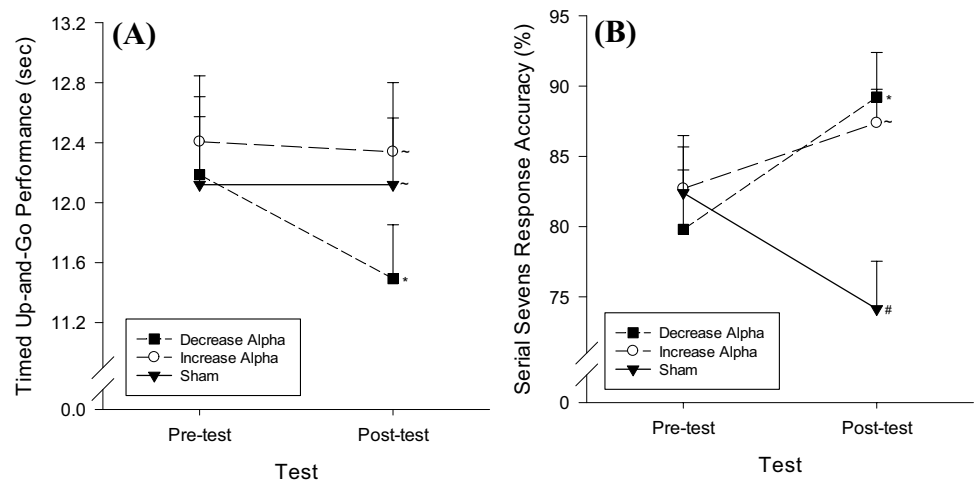 (A)
Timed Up-and-Go Performance (sec)
13.2
12.8
12.4
12.0
11.6
11.2
0.0
~
~
*
Decrease Alpha
Increase Alpha
Sham
Pre-test
Post-test
Test
(B)
Serial Sevens Response Accuracy (%)
95
90
85
80
75
0
*
~
#
Decrease Alpha
Increase Alpha
Sham
Pre-test
Post-test
Test